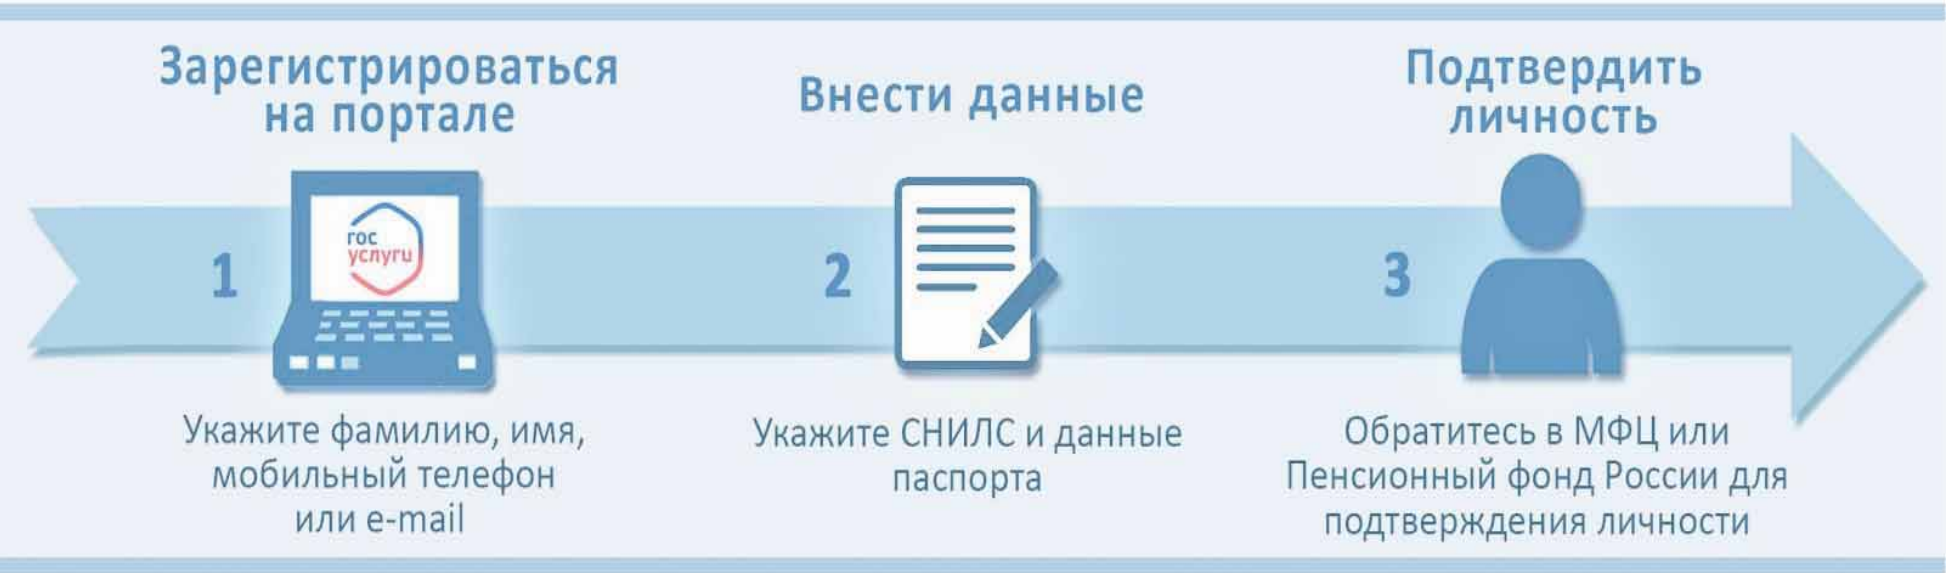 Зарегистрироваться
на портале
1
гос
услуги
Укажите фамилию, имя,
мобильный телефон
или e-mail
Внести данные
2
Укажите СНИЛС и данные
паспорта
Подтвердить
личность
3
Обратитесь в МФЦ или
Пенсионный фонд России для
подтверждения личности